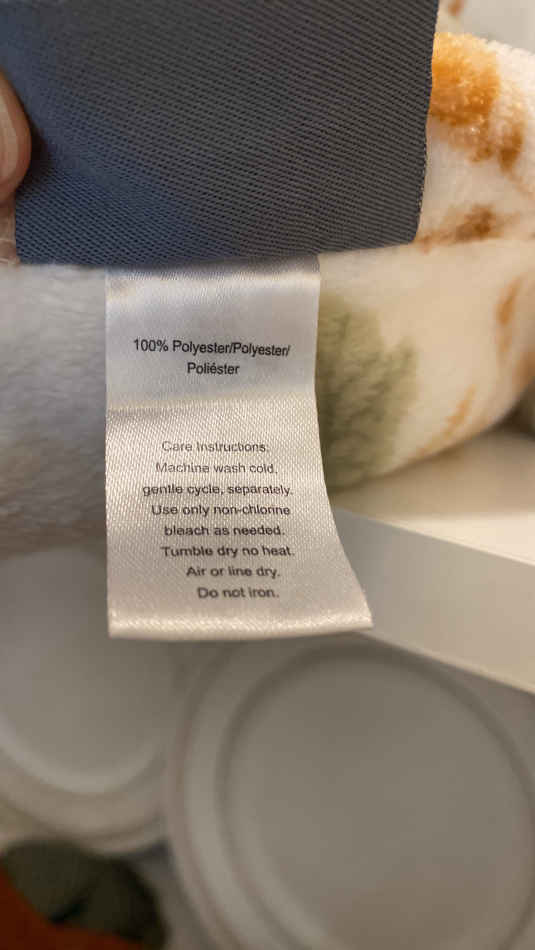 100% Polyester/Polyester/
Poliéster
Care Instructions:
Machine wash cold,
gentle cycle, separately.
Use only non-chlorine
bleach as needed.
Tumble dry no heat.
Air or line dry.
Do not iron.